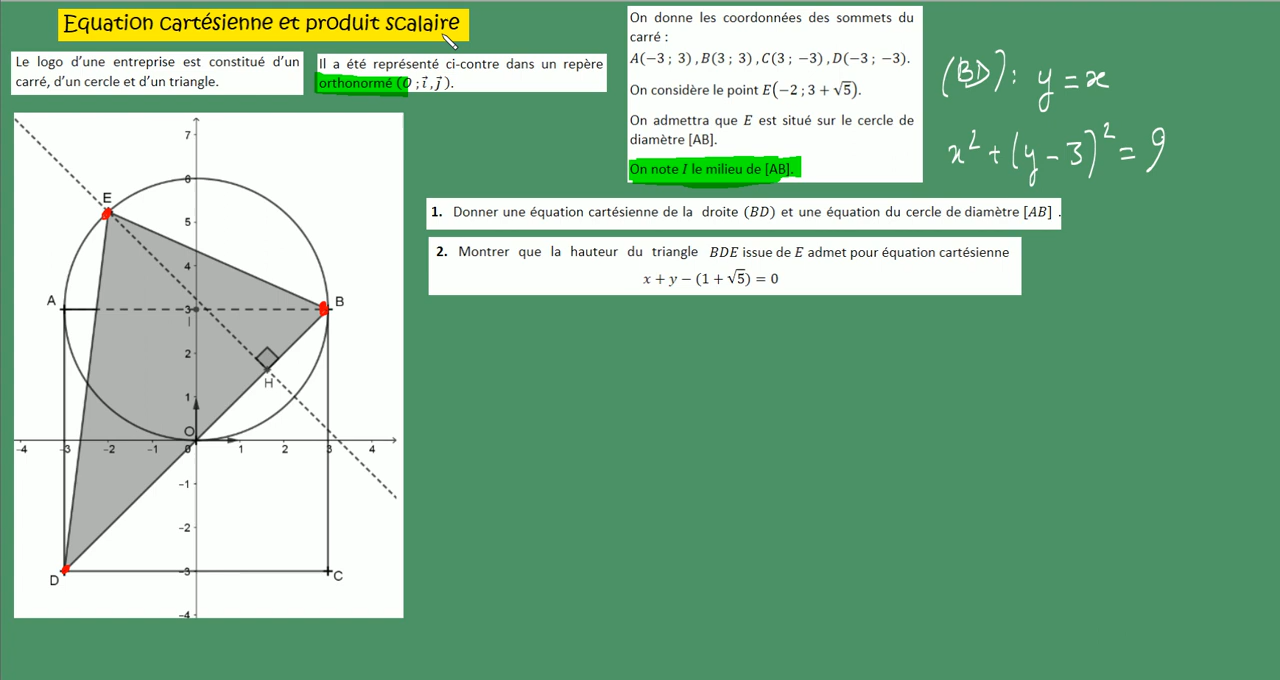 Equation cartésienne et produit scalaire
Le logo d'une entreprise est constitué d'un
carré, d'un cercle et d'un triangle.
Il a été représenté ci-contre dans un repère
orthonormé (O ; i⃗, j⃗).
On donne les coordonnées des sommets du
carré :
A(−3 ; 3) , B(3 ; 3) , C(3 ; −3) , D(−3 ; −3).
On considère le point E(−2 ; 3 + √5).
On admettra que E est situé sur le cercle de
diamètre [AB].
On note I le milieu de [AB].
(BD): y = x
x² + (y − 3)² = 9
1. Donner une équation cartésienne de la droite (BD) et une équation du cercle de diamètre [AB] .
2. Montrer que la hauteur du triangle BDE issue de E admet pour équation cartésienne
x + y − (1 + √5) = 0
7
6
E
5
4
A
3
B
I
2
H
1
O
-4 -3 -2 -1 0 1 2 3 4
-1
-2
D
-3
C
-4